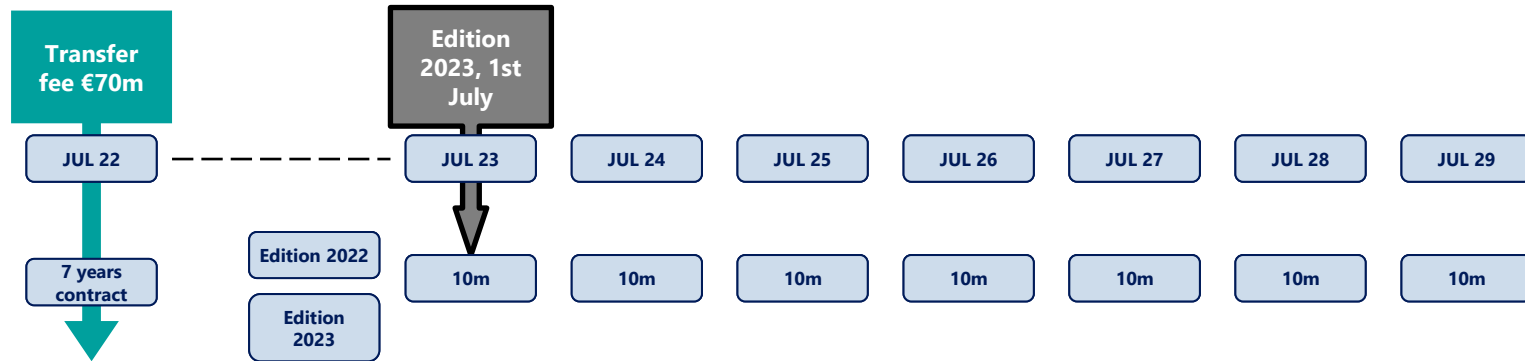 Transfer
fee €70m
Edition
2023, 1st
July
JUL 22
JUL 23
JUL 24
JUL 25
JUL 26
JUL 27
JUL 28
JUL 29
7 years
contract
Edition 2022
Edition
2023
10m
10m
10m
10m
10m
10m
10m